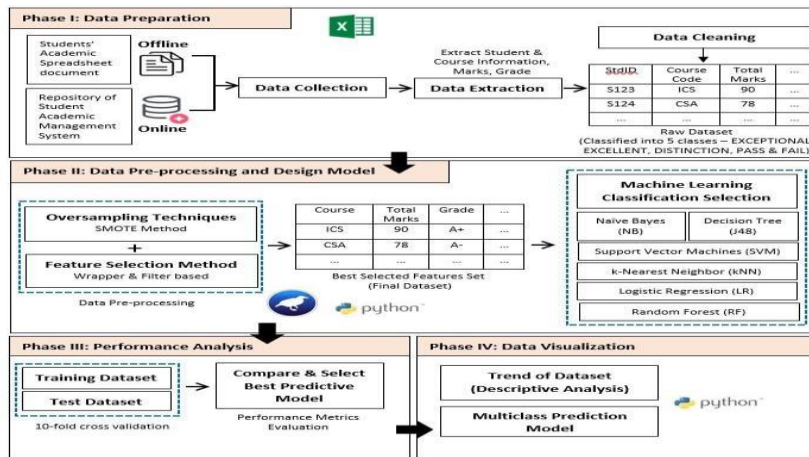 Phase I: Data Preparation
Students'
Academic
Spreadsheet
document
Offline
Repository of
Student
Academic
Management
System
Online
Data Collection
Extract Student &
Course Information,
Marks, Grade
Data Extraction
Data Cleaning
StdID Course Code Total Marks ...
S123 ICS 90 ...
S124 CSA 78 ...
... ... ... ...
Raw Dataset
(Classified into 5 classes – EXCEPTIONAL
EXCELLENT, DISTINCTION, PASS & FAIL)
Phase II: Data Pre-processing and Design Model
Oversampling Techniques
SMOTE Method
+
Feature Selection Method
Wrapper & Filter based
Data Pre-processing
Course Total Marks Grade ...
ICS 90 A+ ...
CSA 78 A- ...
... ... ... ...
Best Selected Features Set
(Final Dataset)
python
Machine Learning
Classification Selection
Naïve Bayes
(NB)
Decision Tree
(J48)
Support Vector Machines (SVM)
k-Nearest Neighbor (kNN)
Logistic Regression (LR)
Random Forest (RF)
Phase III: Performance Analysis
Training Dataset
Test Dataset
10-fold cross validation
Compare & Select
Best Predictive
Model
Performance Metrics
Evaluation
Phase IV: Data Visualization
Trend of Dataset
(Descriptive Analysis)
Multiclass Prediction
Model
python